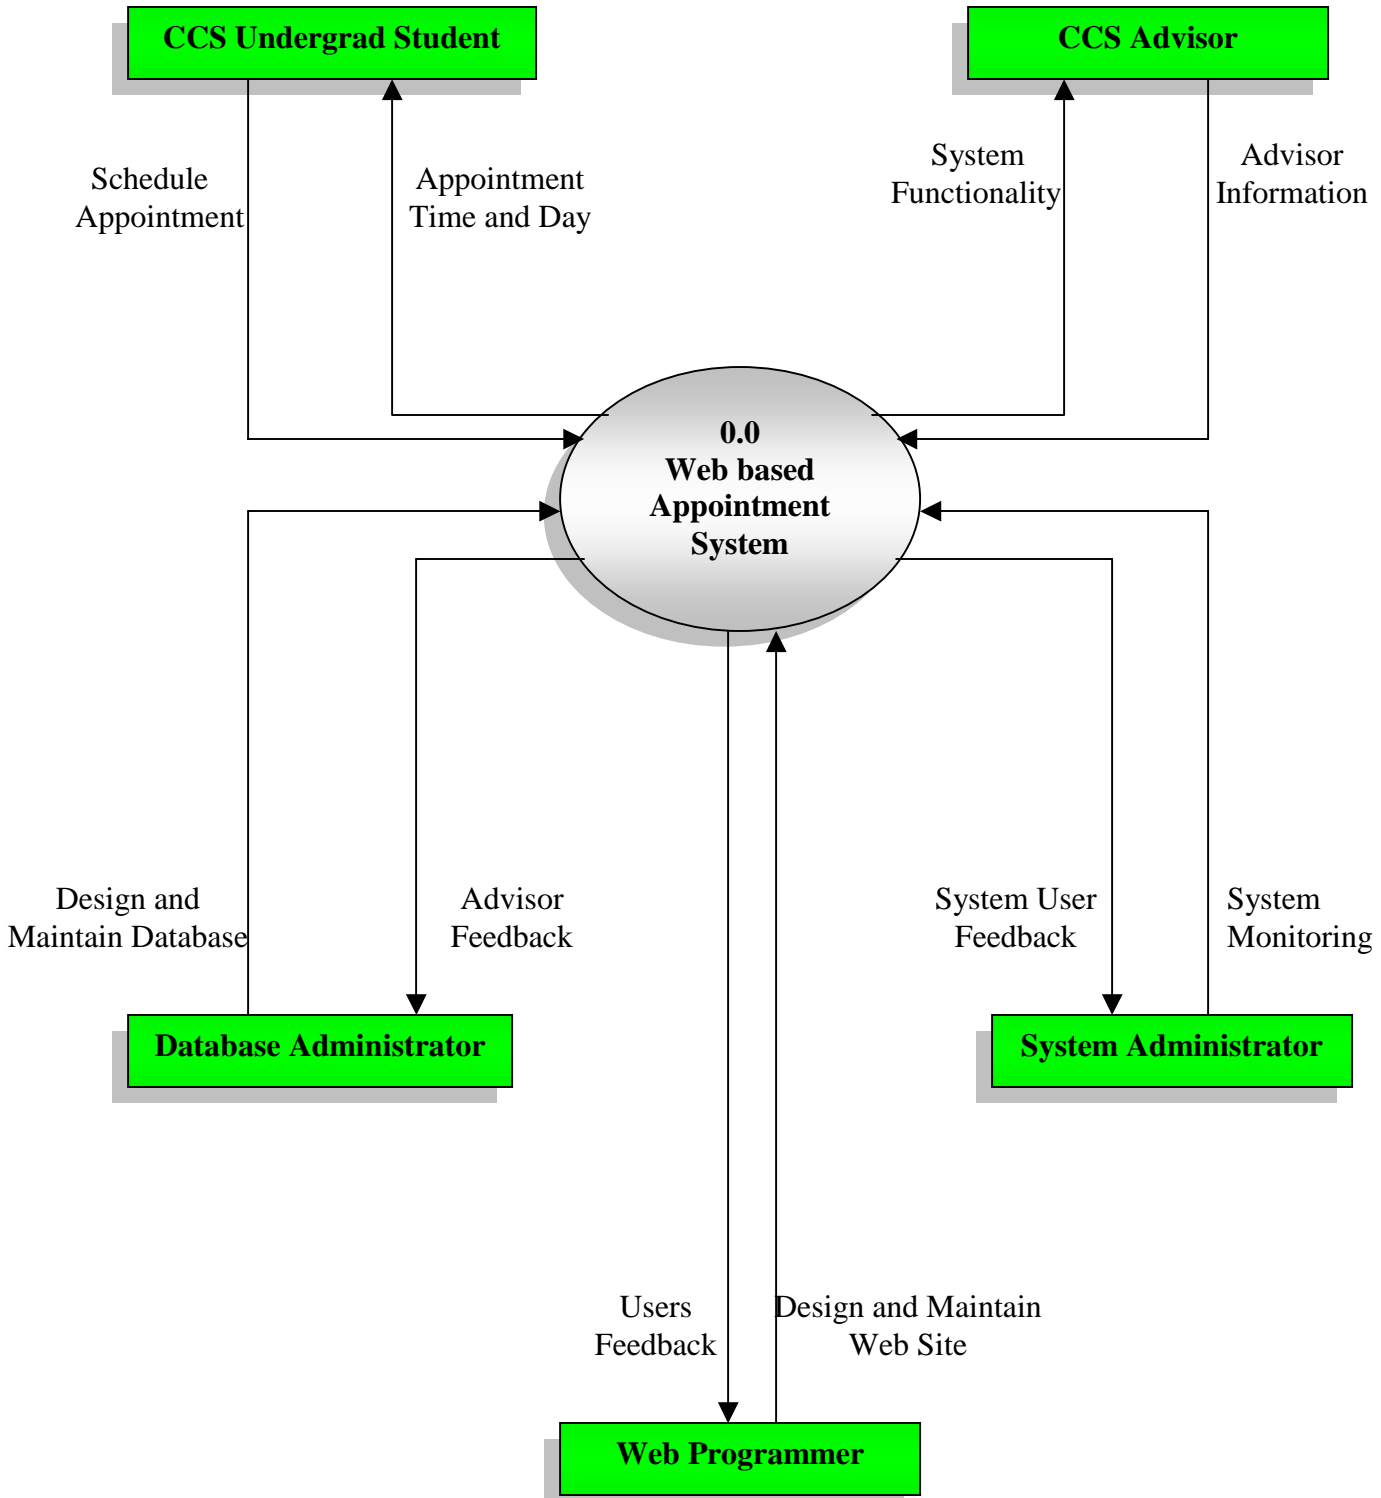 CCS Undergrad Student
CCS Advisor
Schedule
Appointment
Appointment
Time and Day
System
Functionality
Advisor
Information
0.0
Web based
Appointment
System
Design and
Maintain Database
Advisor
Feedback
System User
Feedback
System
Monitoring
Database Administrator
System Administrator
Users
Feedback
Design and Maintain
Web Site
Web Programmer